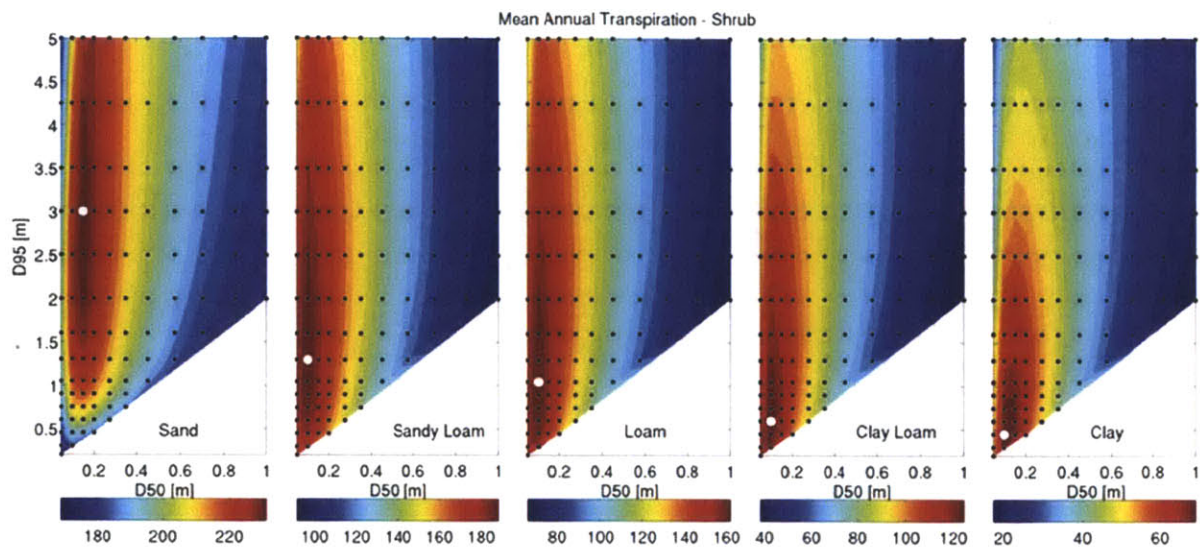 Mean Annual Transpiration - Shrub
D95 [m]
5
4.5
4
3.5
3
2.5
2
1.5
1
0.5
Sand
Sandy Loam
Loam
Clay Loam
Clay
0.2 0.4 0.6 0.8 1
0.2 0.4 0.6 0.8 1
0.2 0.4 0.6 0.8 1
0.2 0.4 0.6 0.8 1
0.2 0.4 0.6 0.8 1
D50 [m]
D50 [m]
D50 [m]
D50 [m]
D50 [m]
180 200 220
100 120 140 160 180
80 100 120 140 160
40 60 80 100 120
20 40 60